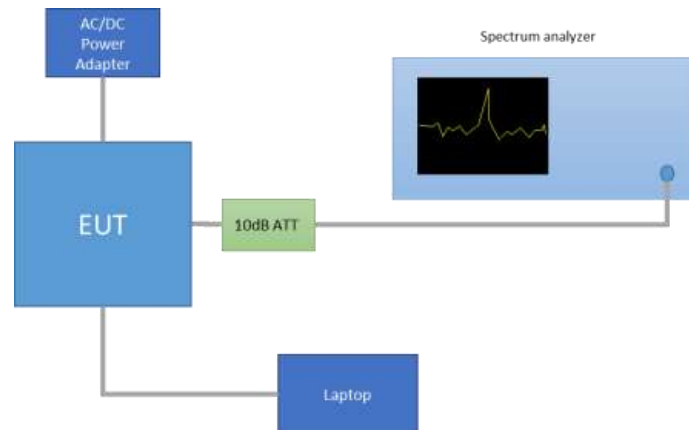 AC/DC
Power
Adapter
Spectrum analyzer
EUT
10dB ATT
Laptop